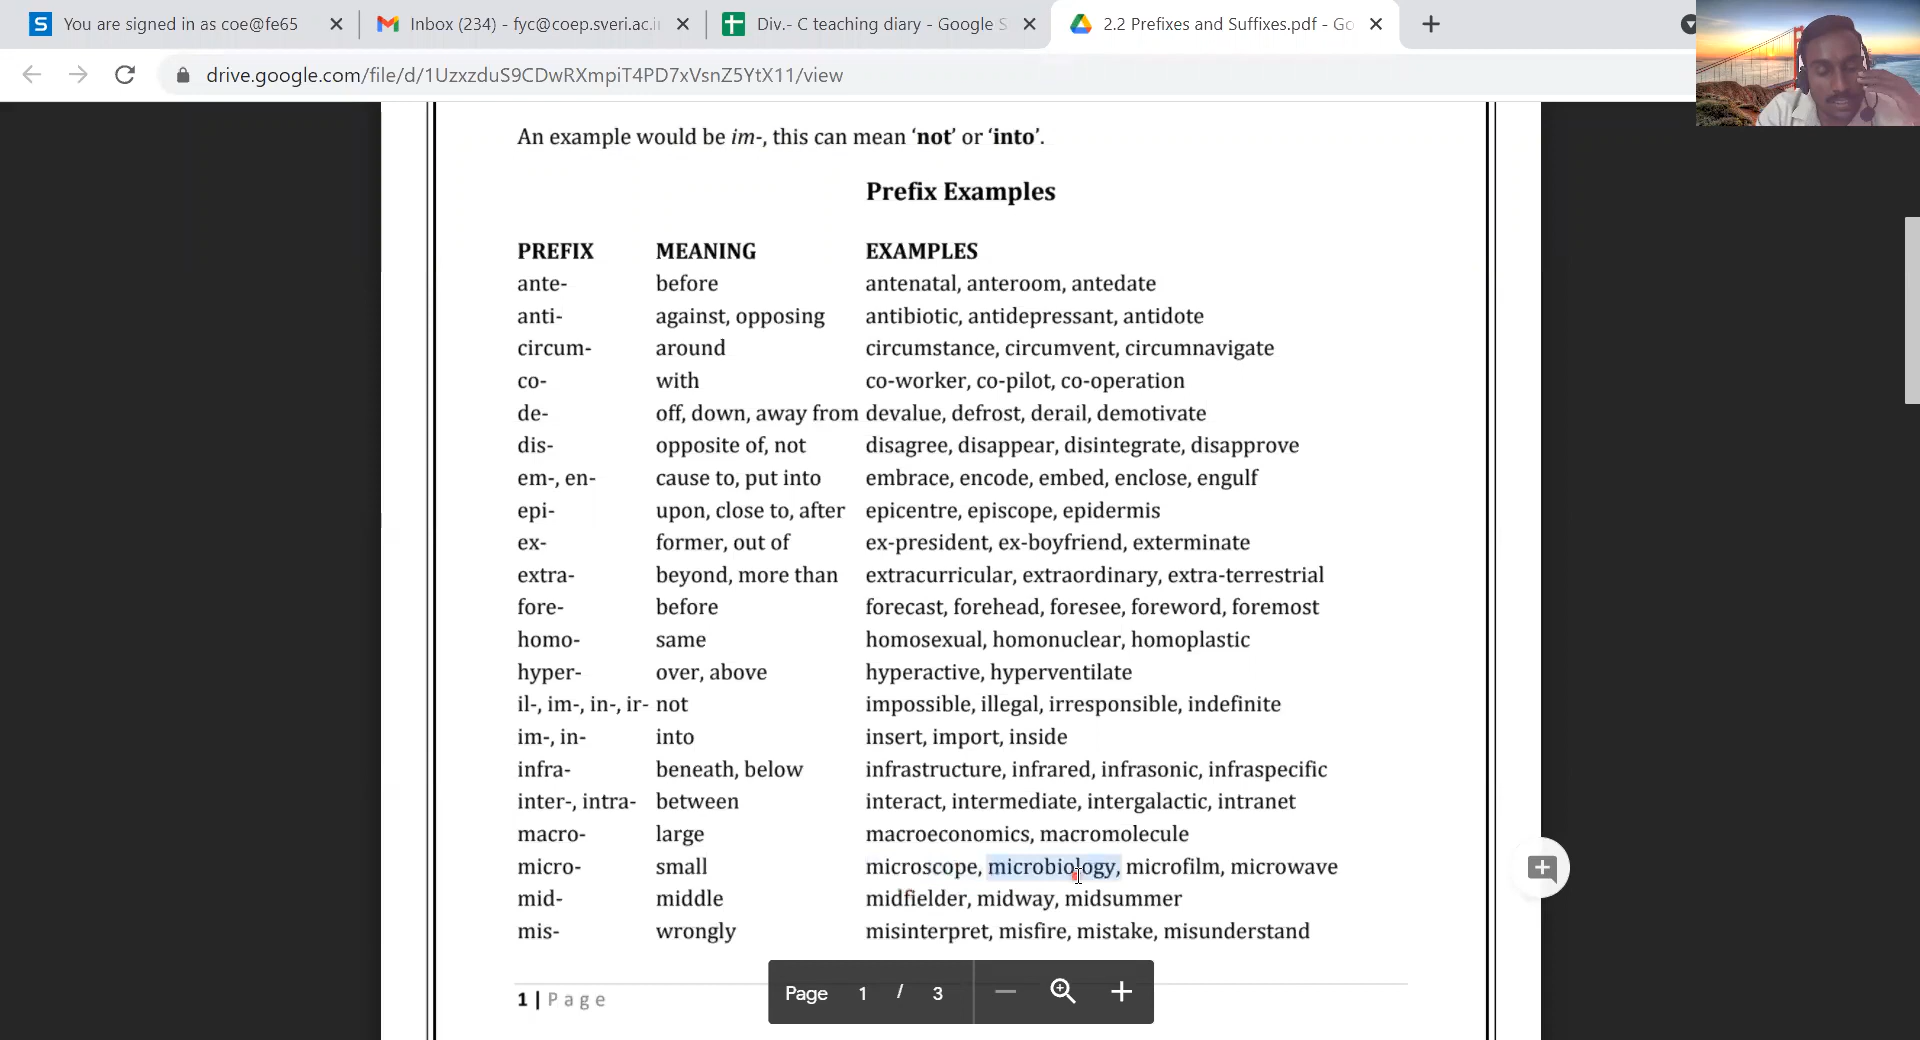 You are signed in as coe@fe65
Inbox (234) - fyc@coep.sveri.ac.i
Div.- C teaching diary - Google S
2.2 Prefixes and Suffixes.pdf - Go
drive.google.com/file/d/1UzxzduS9CDwRXmpiT4PD7xVsnZ5YtX11/view
An example would be im-, this can mean ‘not’ or ‘into’.
Prefix Examples
PREFIX MEANING EXAMPLES
ante- before antenatal, anteroom, antedate
anti- against, opposing antibiotic, antidepressant, antidote
circum- around circumstance, circumvent, circumnavigate
co- with co-worker, co-pilot, co-operation
de- off, down, away from devalue, defrost, derail, demotivate
dis- opposite of, not disagree, disappear, disintegrate, disapprove
em-, en- cause to, put into embrace, encode, embed, enclose, engulf
epi- upon, close to, after epicentre, episcope, epidermis
ex- former, out of ex-president, ex-boyfriend, exterminate
extra- beyond, more than extracurricular, extraordinary, extra-terrestrial
fore- before forecast, forehead, foresee, foreword, foremost
homo- same homosexual, homonuclear, homoplastic
hyper- over, above hyperactive, hyperventilate
il-, im-, in-, ir- not impossible, illegal, irresponsible, indefinite
im-, in- into insert, import, inside
infra- beneath, below infrastructure, infrared, infrasonic, infraspecific
inter-, intra- between interact, intermediate, intergalactic, intranet
macro- large macroeconomics, macromolecule
micro- small microscope, microbiology, microfilm, microwave
mid- middle midfielder, midway, midsummer
mis- wrongly misinterpret, misfire, mistake, misunderstand
1 | Page
Page 1 / 3